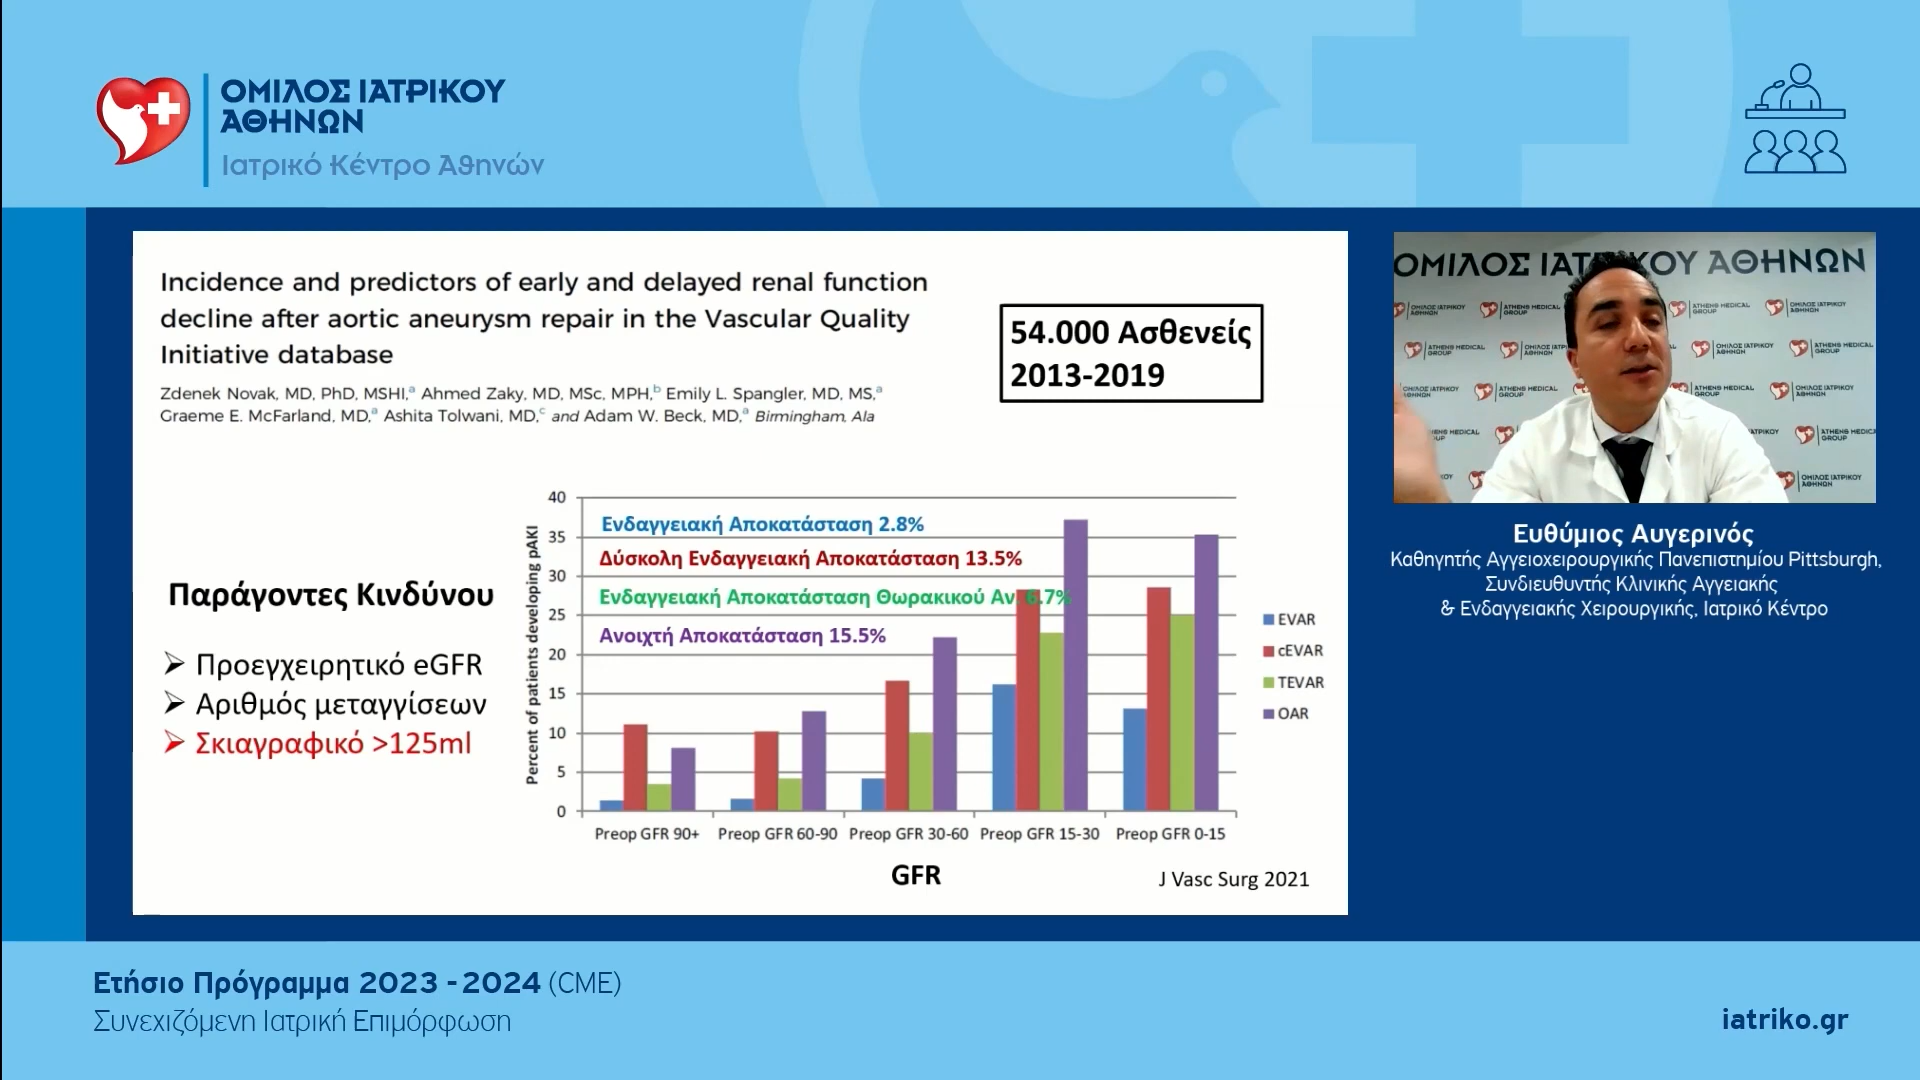 ΟΜΙΛΟΣ ΙΑΤΡΙΚΟΥ
ΑΘΗΝΩΝ
Ιατρικό Κέντρο Αθηνών
Incidence and predictors of early and delayed renal function
decline after aortic aneurysm repair in the Vascular Quality
Initiative database
Zdenek Novak, MD, PhD, MSHI,a Ahmed Zaky, MD, MSc, MPH,b Emily L. Spangler, MD, MS,a
Graeme E. McFarland, MD,a Ashita Tolwani, MD,c and Adam W. Beck, MD,a Birmingham, Ala
54.000 Ασθενείς
2013-2019
Παράγοντες Κινδύνου
Προεγχειρητικό eGFR
Αριθμός μεταγγίσεων
Σκιαγραφικό >125ml
Percent of patients developing pAKI
40
35
30
25
20
15
10
5
0
Ενδαγγειακή Αποκατάσταση 2.8%
Δύσκολη Ενδαγγειακή Αποκατάσταση 13.5%
Ενδαγγειακή Αποκατάσταση Θωρακικού Αν 6.7%
Ανοιχτή Αποκατάσταση 15.5%
EVAR
cEVAR
TEVAR
OAR
Preop GFR 90+ Preop GFR 60-90 Preop GFR 30-60 Preop GFR 15-30 Preop GFR 0-15
GFR
J Vasc Surg 2021
ΟΜΙΛΟΣ ΙΑΤΡΙΚΟΥ ΑΘΗΝΩΝ
ATHENS MEDICAL
GROUP
Ευθύμιος Αυγερινός
Καθηγητής Αγγειοχειρουργικής Πανεπιστημίου Pittsburgh,
Συνδιευθυντής Κλινικής Αγγειακής
& Ενδαγγειακής Χειρουργικής, Ιατρικό Κέντρο
Ετήσιο Πρόγραμμα 2023 - 2024 (CME)
Συνεχιζόμενη Ιατρική Επιμόρφωση
iatriko.gr